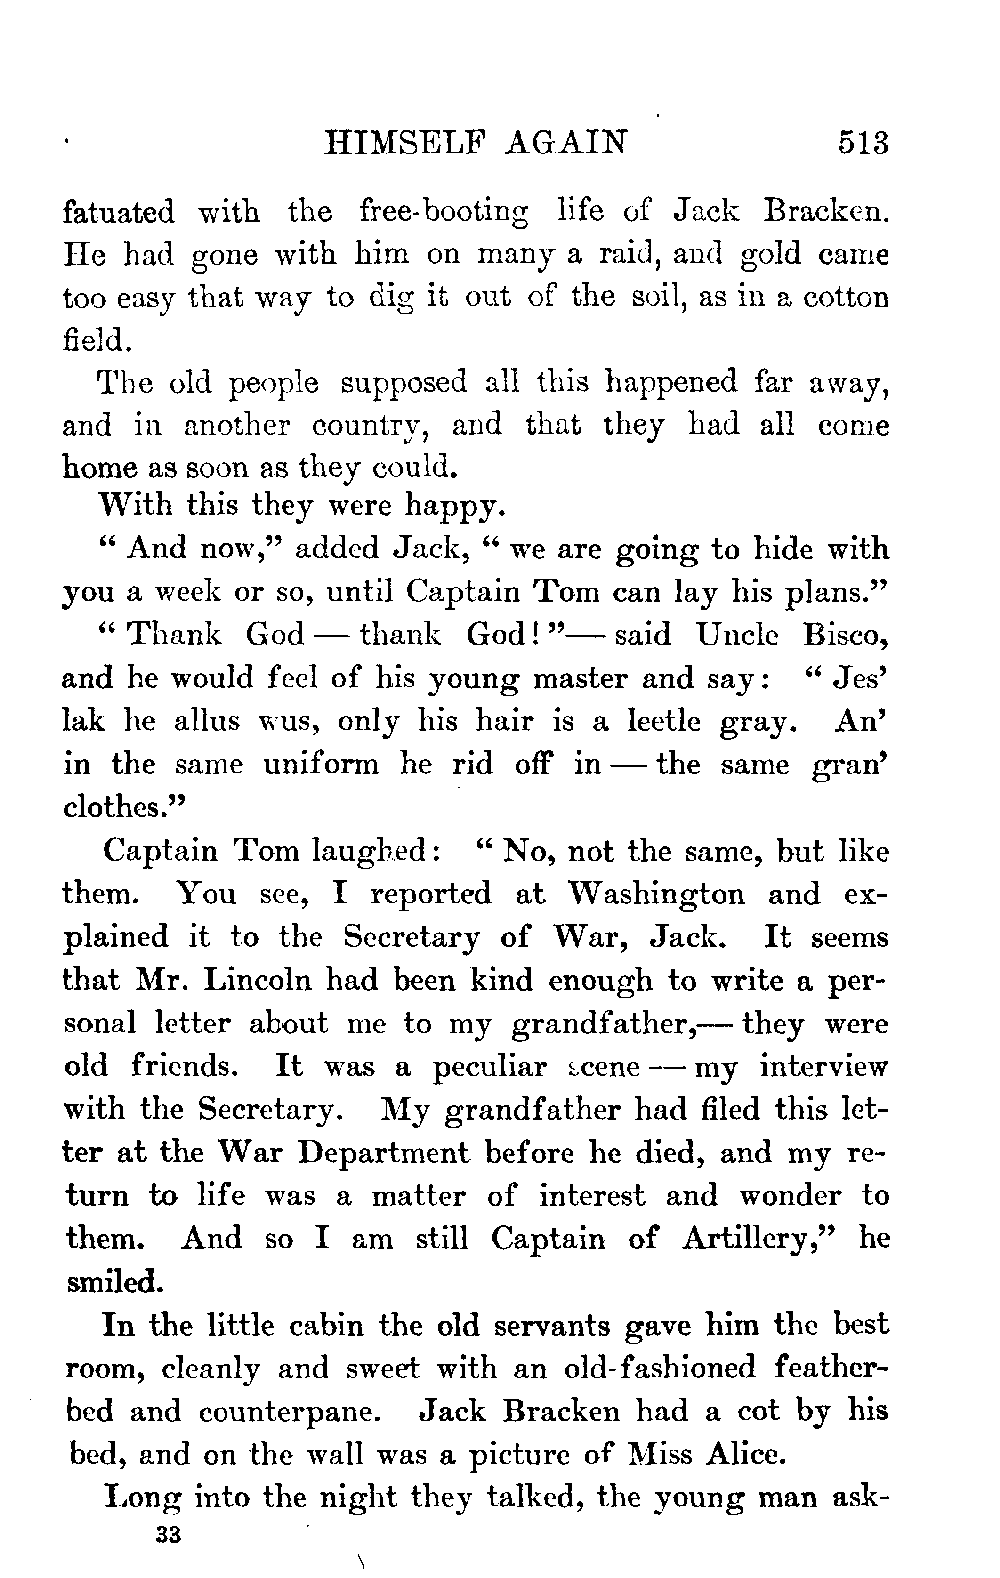 HIMSELF AGAIN 513
fatuated with the free-booting life of Jack Bracken.
He had gone with him on many a raid, and gold came
too easy that way to dig it out of the soil, as in a cotton
field.
The old people supposed all this happened far away,
and in another country, and that they had all come
home as soon as they could.
With this they were happy.
“ And now,” added Jack, “ we are going to hide with
you a week or so, until Captain Tom can lay his plans.”
“ Thank God — thank God! ”— said Uncle Bisco,
and he would feel of his young master and say: “ Jes’
lak he allus wus, only his hair is a leetle gray. An’
in the same uniform he rid off in — the same gran’
clothes.”
Captain Tom laughed: “ No, not the same, but like
them. You see, I reported at Washington and ex-
plained it to the Secretary of War, Jack. It seems
that Mr. Lincoln had been kind enough to write a per-
sonal letter about me to my grandfather,— they were
old friends. It was a peculiar scene — my interview
with the Secretary. My grandfather had filed this let-
ter at the War Department before he died, and my re-
turn to life was a matter of interest and wonder to
them. And so I am still Captain of Artillery,” he
smiled.
In the little cabin the old servants gave him the best
room, cleanly and sweet with an old-fashioned feather-
bed and counterpane. Jack Bracken had a cot by his
bed, and on the wall was a picture of Miss Alice.
Long into the night they talked, the young man ask-
33